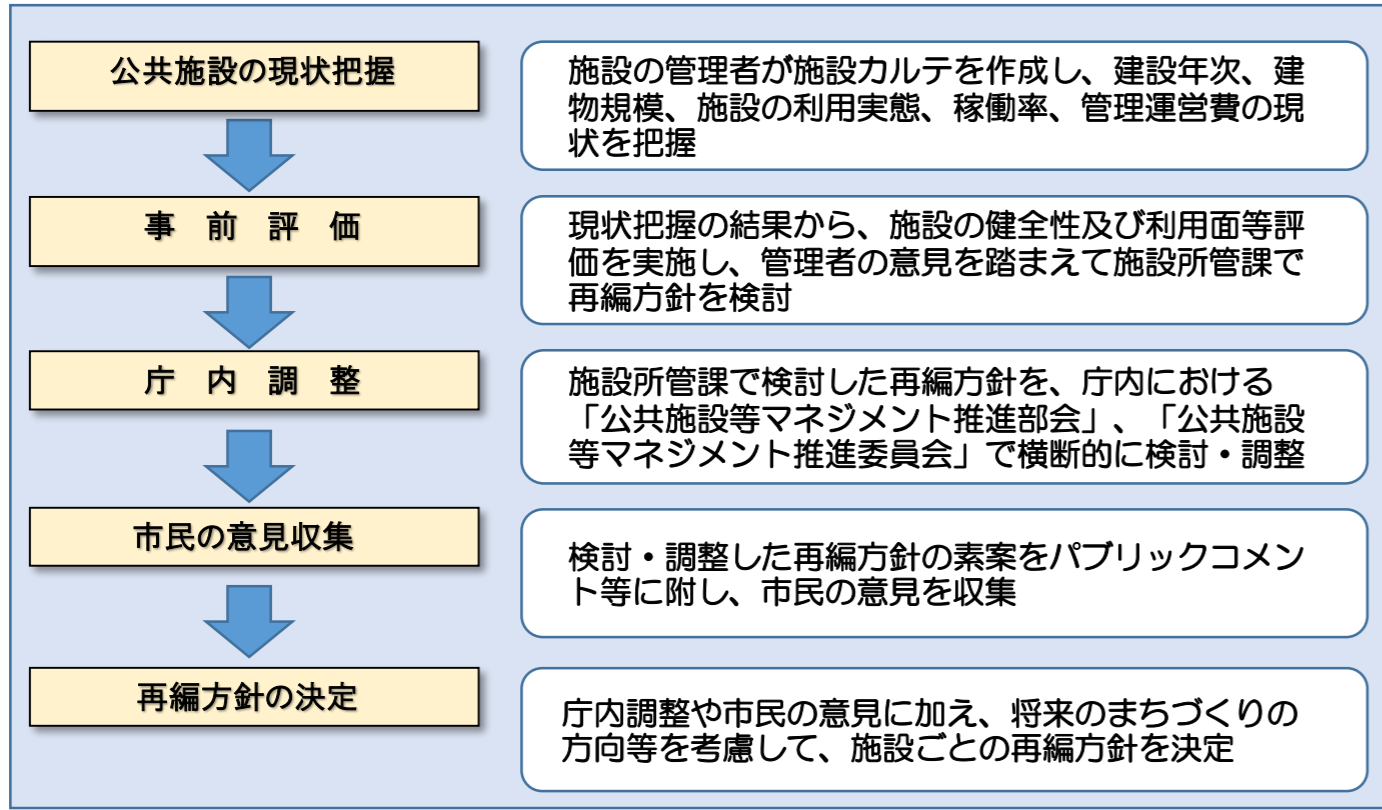 公共施設の現状把握
施設の管理者が施設カルテを作成し、建設年次、建
物規模、施設の利用実態、稼働率、管理運営費の現
状を把握
事　前　評　価
現状把握の結果から、施設の健全性及び利用面等評
価を実施し、管理者の意見を踏まえて施設所管課で
再編方針を検討
庁　内　調　整
施設所管課で検討した再編方針を、庁内における
「公共施設等マネジメント推進部会」、「公共施設
等マネジメント推進委員会」で横断的に検討・調整
市民の意見収集
検討・調整した再編方針の素案をパブリックコメン
ト等に附し、市民の意見を収集
再編方針の決定
庁内調整や市民の意見に加え、将来のまちづくりの
方向等を考慮して、施設ごとの再編方針を決定